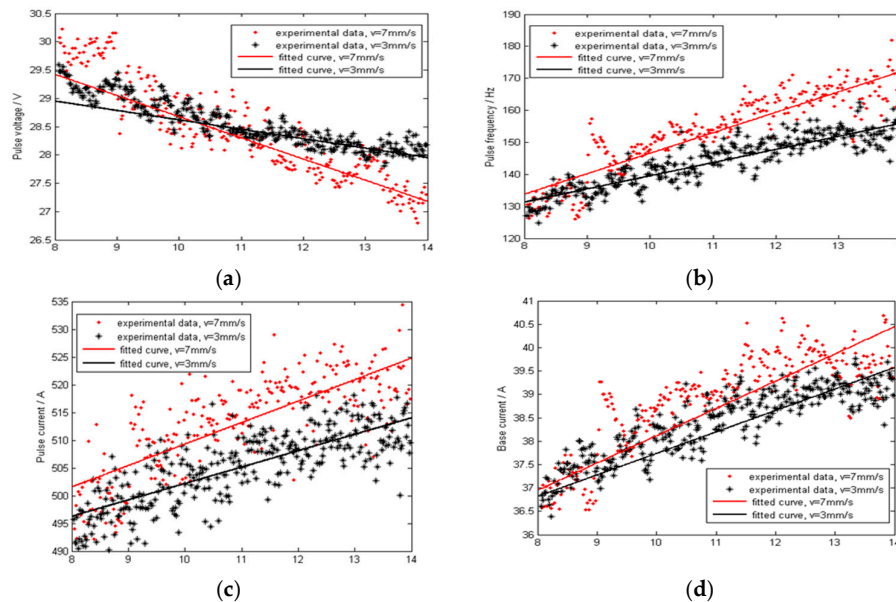 30.5
30
29.5
29
28.5
28
27.5
27
26.5
Pulse voltage / V
experimental data, v=7mm/s
experimental data, v=3mm/s
fitted curve, v=7mm/s
fitted curve, v=3mm/s
8 9 10 11 12 13 14
(a)
190
180
170
160
150
140
130
120
Pulse frequency / Hz
experimental data, v=7mm/s
experimental data, v=3mm/s
fitted curve, v=7mm/s
fitted curve, v=3mm/s
8 9 10 11 12 13
(b)
535
530
525
520
515
510
505
500
495
490
Pulse current / A
experimental data, v=7mm/s
experimental data, v=3mm/s
fitted curve, v=7mm/s
fitted curve, v=3mm/s
8 9 10 11 12 13 14
(c)
41
40.5
40
39.5
39
38.5
38
37.5
37
36.5
36
Base current / A
experimental data, v=7mm/s
experimental data, v=3mm/s
fitted curve, v=7mm/s
fitted curve, v=3mm/s
8 9 10 11 12 13 14
(d)